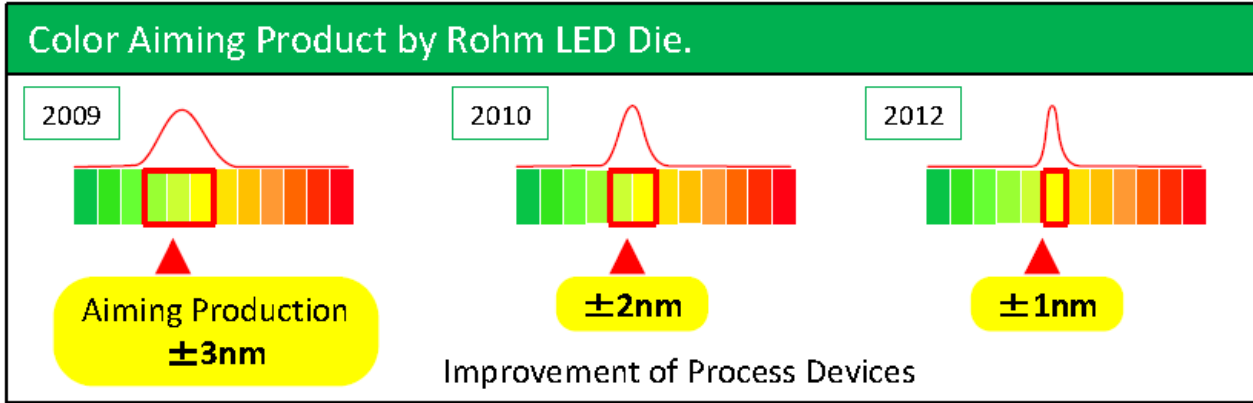 Color Aiming Product by Rohm LED Die.
2009
2010
2012
Aiming Production
±3nm
±2nm
±1nm
Improvement of Process Devices